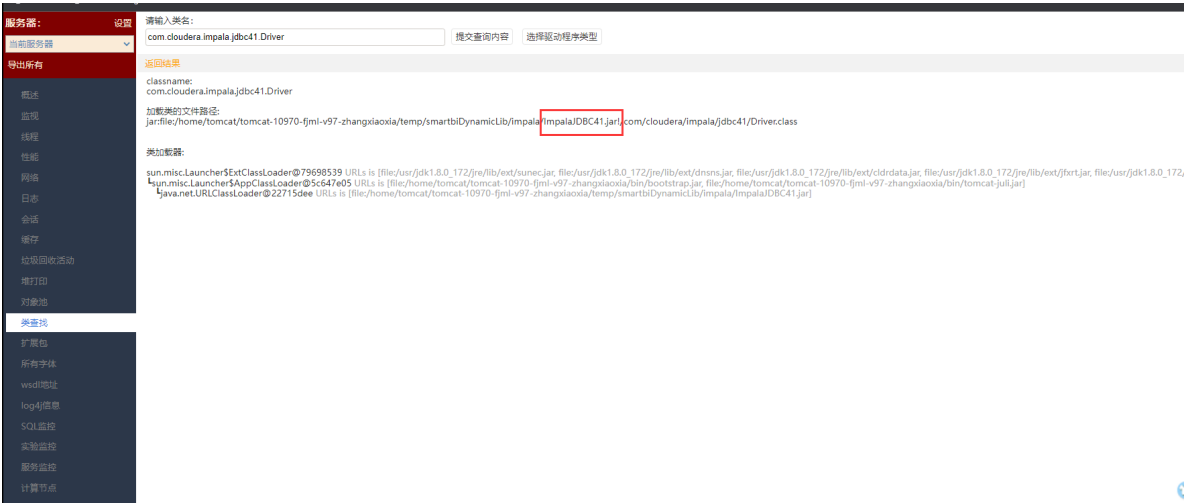 服务器： 设置
当前服务器
导出所有
概述
监视
线程
性能
网络
日志
会话
缓存
垃圾回收活动
堆打印
对象池
类查找
扩展包
所有字体
wsdl地址
log4j信息
SQL监控
实验监控
服务监控
计算节点
请输入类名：
com.cloudera.impala.jdbc41.Driver 提交查询内容 选择驱动程序类型
返回结果
classname:
com.cloudera.impala.jdbc41.Driver
加载类的文件路径:
jar:file:/home/tomcat/tomcat-10970-fjml-v97-zhangxiaoxia/temp/smartbiDynamicLib/impala/ImpalaJDBC41.jar!/com/cloudera/impala/jdbc41/Driver.class
类加载器:
sun.misc.Launcher$ExtClassLoader@79698539 URLs is [file:/usr/jdk1.8.0_172/jre/lib/ext/sunec.jar, file:/usr/jdk1.8.0_172/jre/lib/ext/dnsns.jar, file:/usr/jdk1.8.0_172/jre/lib/ext/cldrdata.jar, file:/usr/jdk1.8.0_172/jre/lib/ext/jfxrt.jar, file:/usr/jdk1.8.0_172/
┗sun.misc.Launcher$AppClassLoader@5c647e05 URLs is [file:/home/tomcat/tomcat-10970-fjml-v97-zhangxiaoxia/bin/bootstrap.jar, file:/home/tomcat/tomcat-10970-fjml-v97-zhangxiaoxia/bin/tomcat-juli.jar]
┗java.net.URLClassLoader@22715dee URLs is [file:/home/tomcat/tomcat-10970-fjml-v97-zhangxiaoxia/temp/smartbiDynamicLib/impala/ImpalaJDBC41.jar]